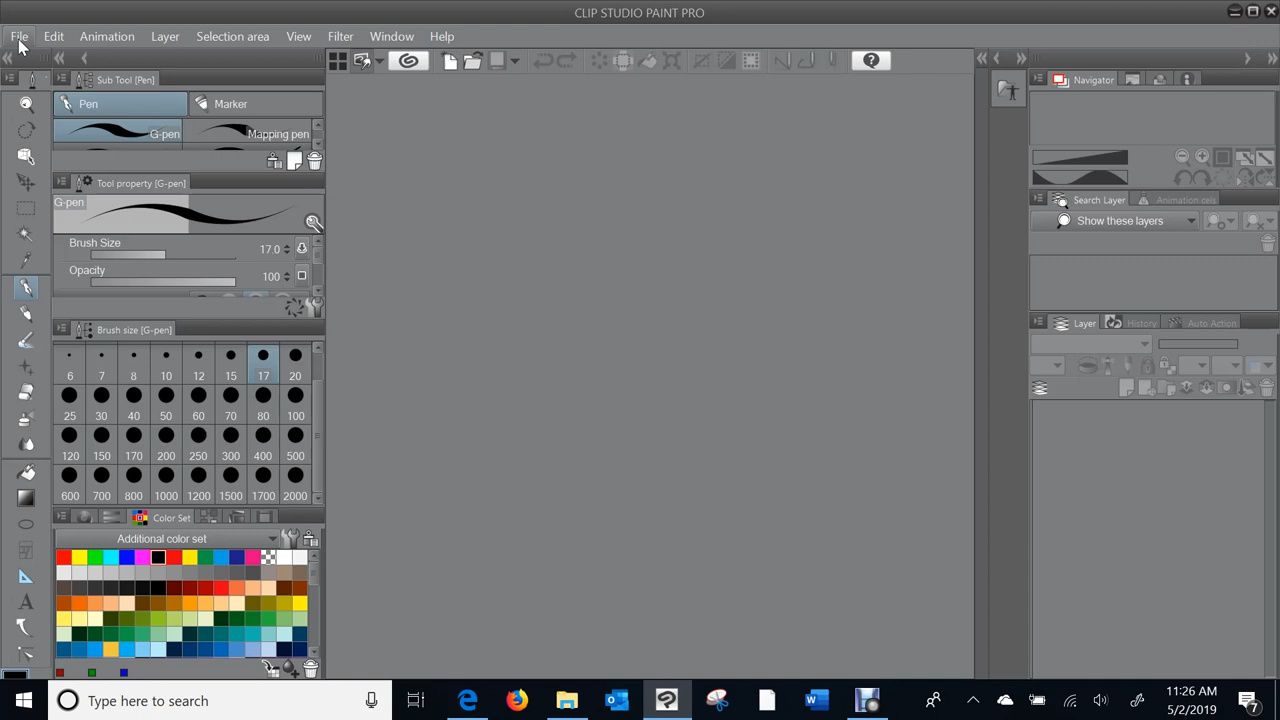 CLIP STUDIO PAINT PRO
File Edit Animation Layer Selection area View Filter Window Help
Sub Tool [Pen]
Pen Marker
G-pen Mapping pen
Tool property [G-pen]
G-pen
Brush Size 17.0
Opacity 100
Brush size [G-pen]
6 7 8 10 12 15 17 20
25 30 40 50 60 70 80 100
120 150 170 200 250 300 400 500
600 700 800 1000 1200 1500 1700 2000
Color Set
Additional color set
Navigator
Search Layer Animation cels
Show these layers
Layer History Auto Action
Type here to search
11:26 AM
5/2/2019
7